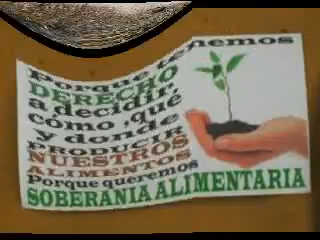 Porque tenemos
DERECHO
a decidir,
cómo, qué
y donde
PRODUCIR
NUESTROS
ALIMENTOS
Porque queremos
SOBERANIA ALIMENTARIA